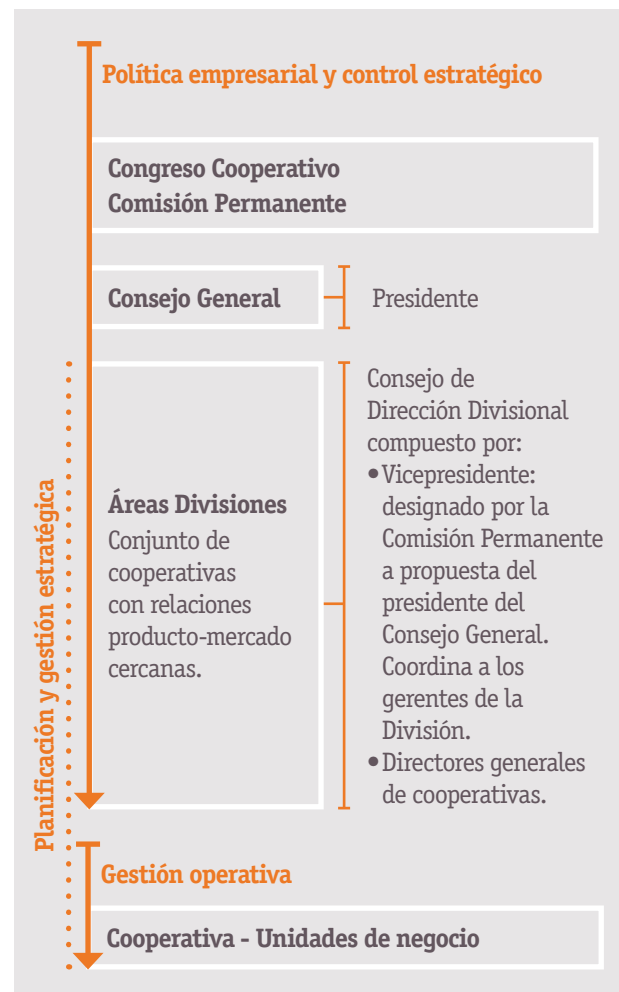 Política empresarial y control estratégico
Congreso Cooperativo
Comisión Permanente
Consejo General
Presidente
Planificación y gestión estratégica
Áreas Divisiones
Conjunto de
cooperativas
con relaciones
producto-mercado
cercanas.
Consejo de
Dirección Divisional
compuesto por:
•Vicepresidente:
designado por la
Comisión Permanente
a propuesta del
presidente del
Consejo General.
Coordina a los
gerentes de la
División.
•Directores generales
de cooperativas.
Gestión operativa
Cooperativa - Unidades de negocio